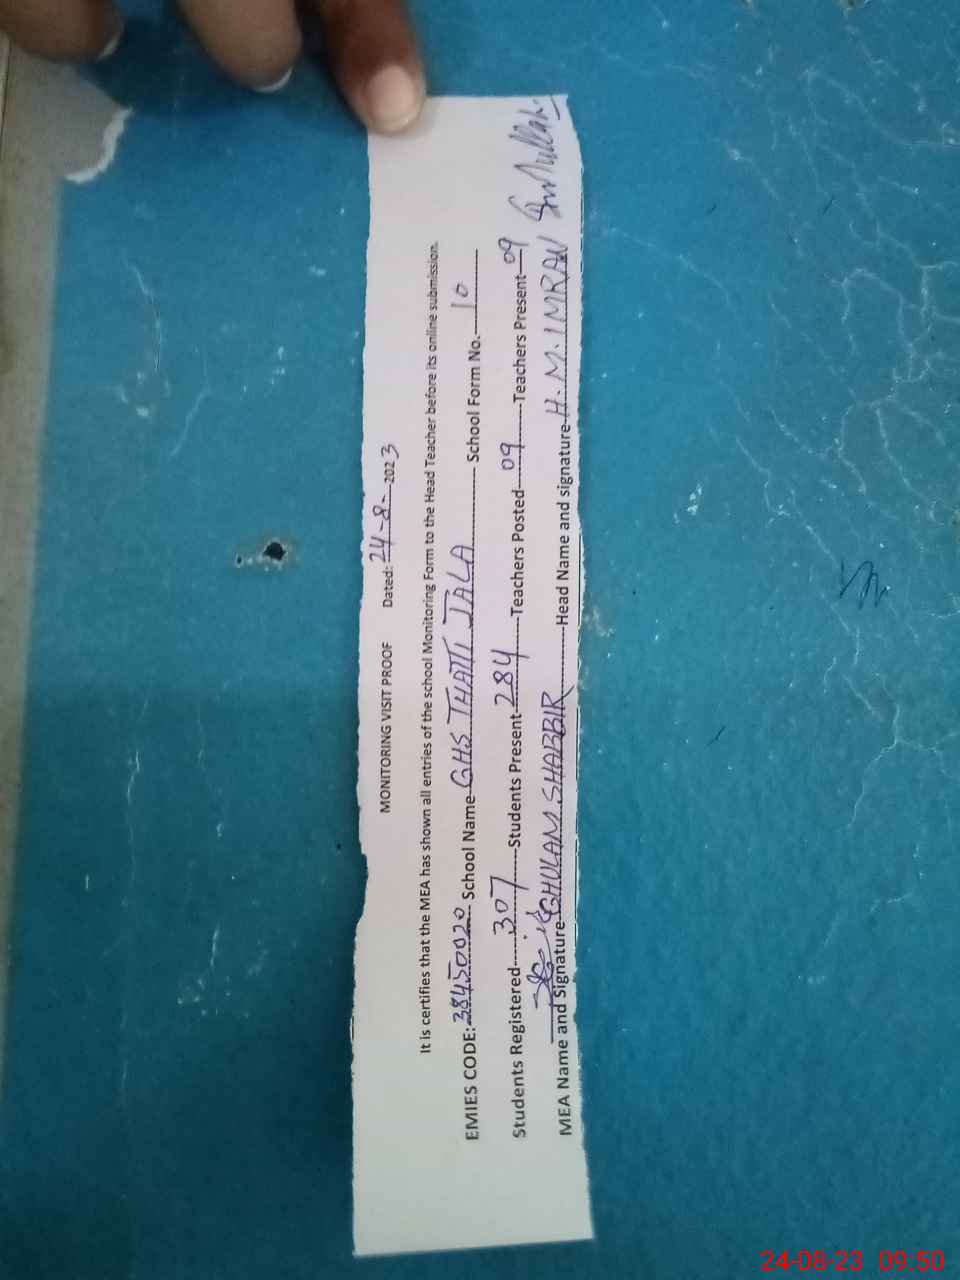 MONITORING VISIT PROOF Dated: 24-8-2023
It is certifies that the MEA has shown all entries of the school Monitoring Form to the Head Teacher before its online submission.
EMIES CODE: 38450020 School Name GHS THATTI JALA School Form No. 10
Students Registered 307 Students Present 284 Teachers Posted 09 Teachers Present 09
MEA Name and Signature GHULAM SHABBIR Head Name and signature H.M.IMRAN
24-08-23 09:50